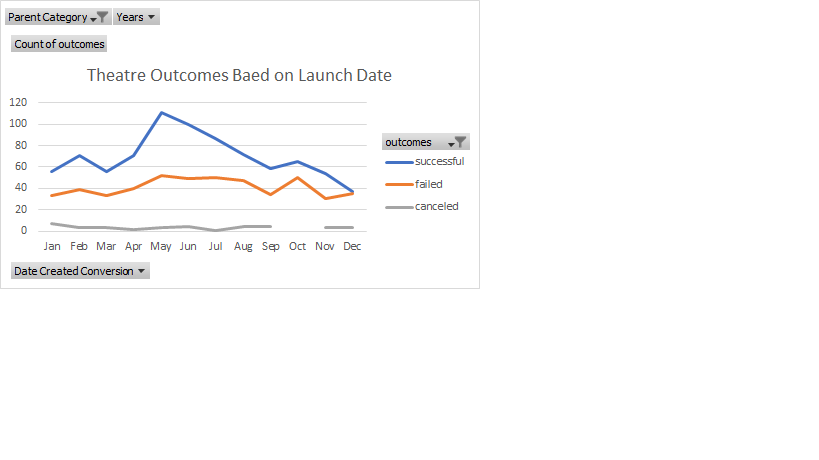 Parent Category Years
Count of outcomes
Theatre Outcomes Baed on Launch Date
120
100
80
60
40
20
0
Jan Feb Mar Apr May Jun Jul Aug Sep Oct Nov Dec
outcomes
successful
failed
canceled
Date Created Conversion